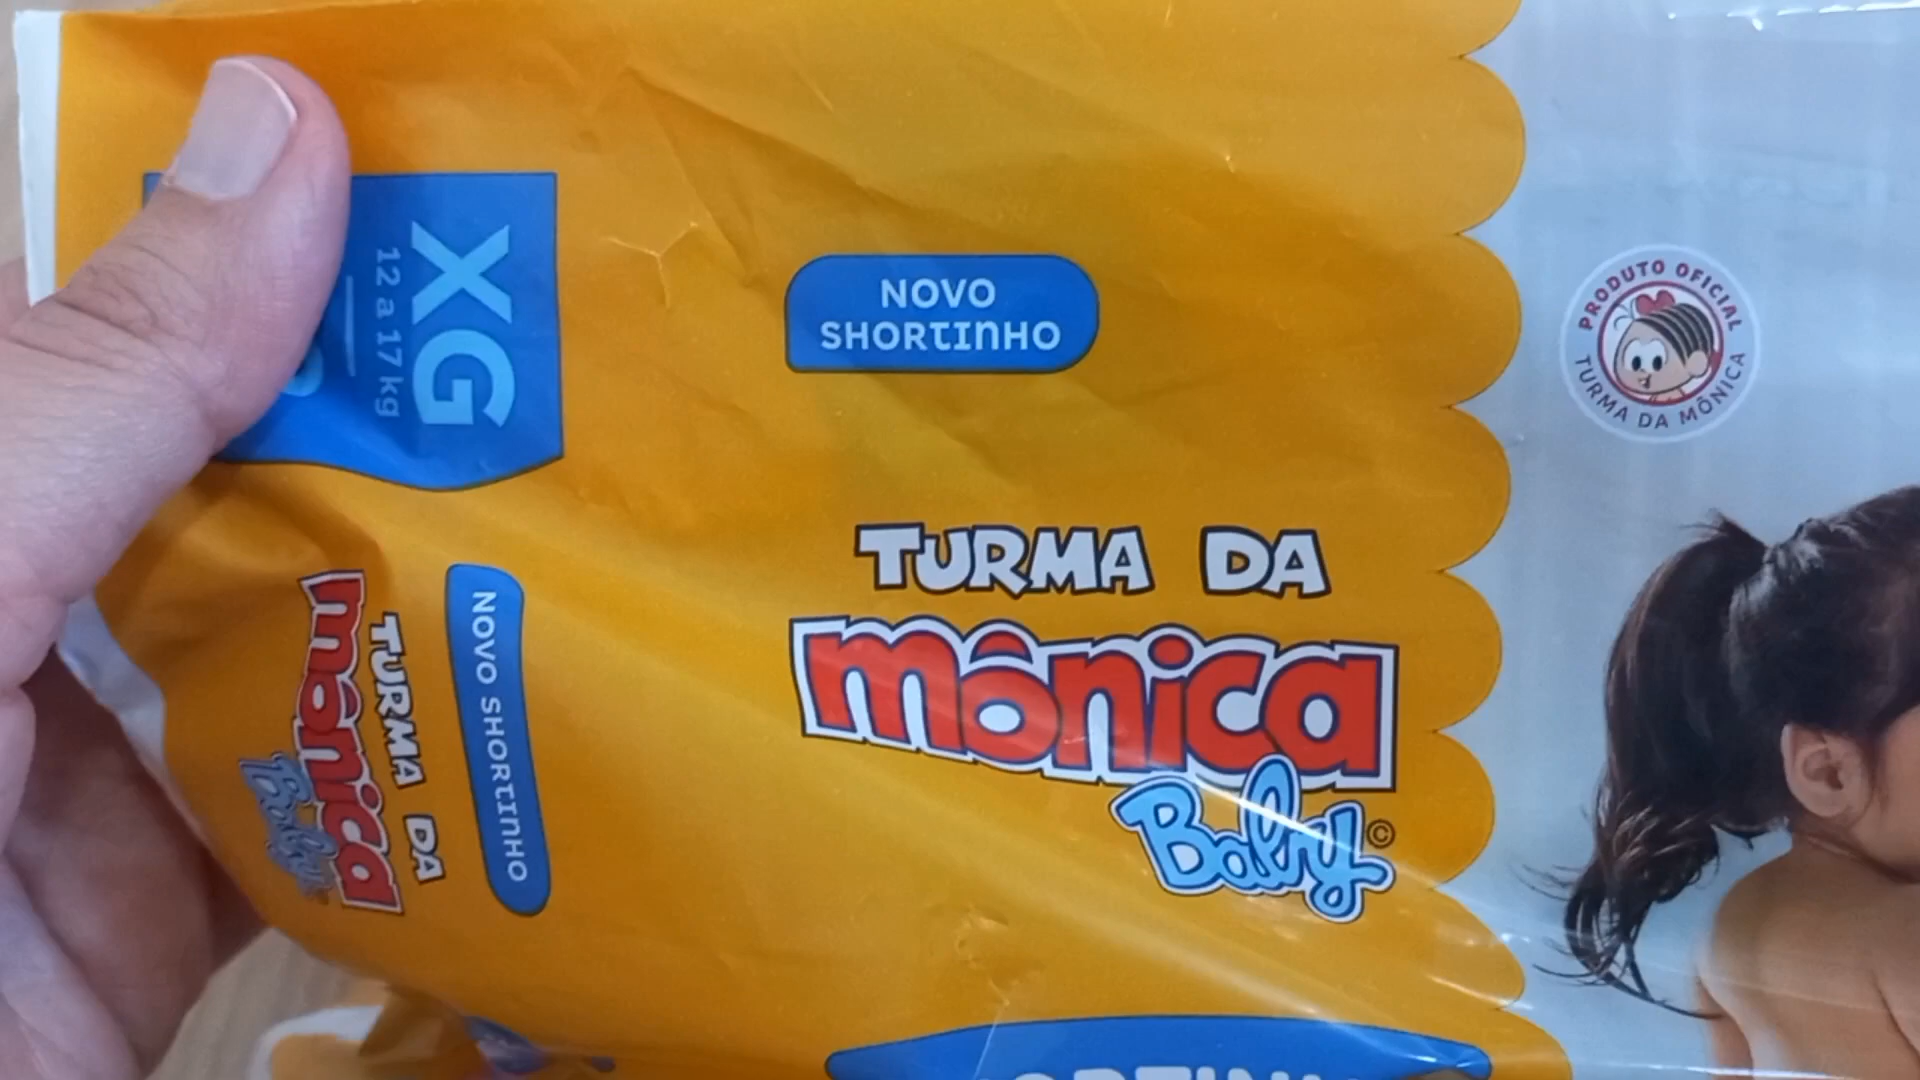 XG
12 a 17 kg
NOVO
SHORTINHO
PRODUTO OFICIAL
TURMA DA MÔNICA
TURMA DA
Mônica
Baby ©
NOVO SHORTINHO
TURMA DA
Mônica
Baby